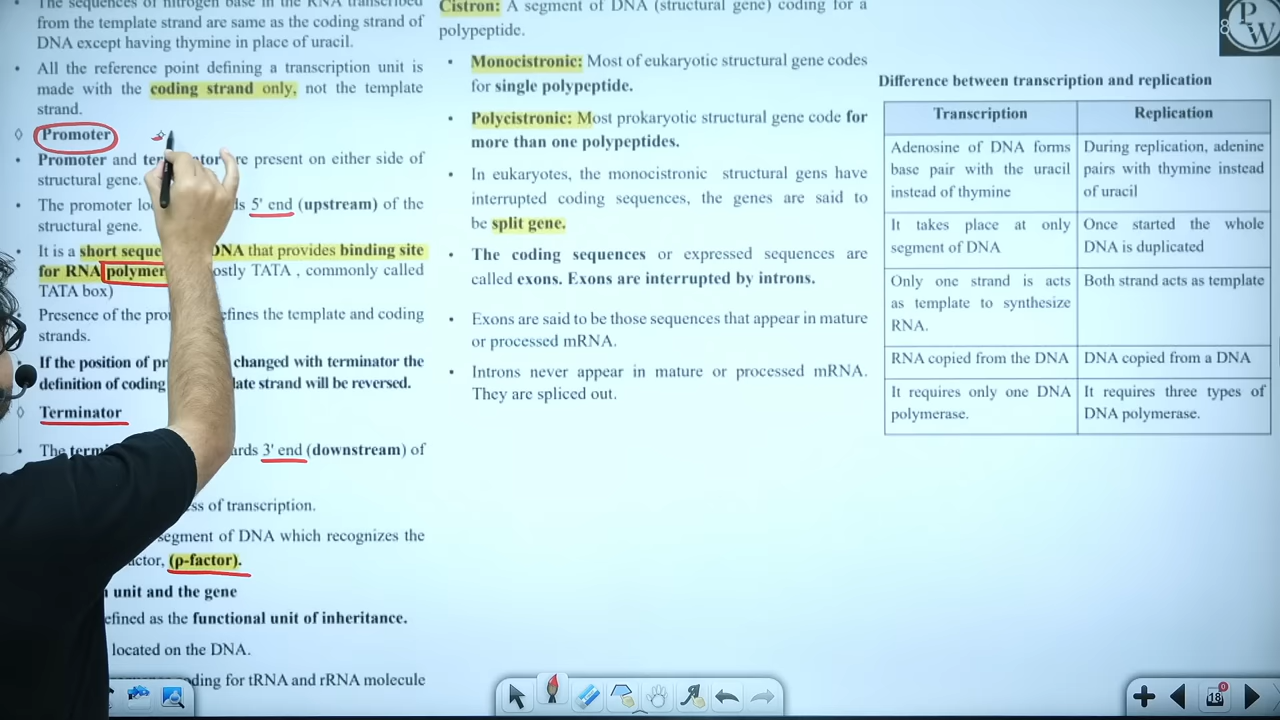 The sequences of nitrogen base in the RNA transcribed
from the template strand are same as the coding strand of
DNA except having thymine in place of uracil.
• All the reference point defining a transcription unit is
made with the coding strand only, not the template
strand.
◊ Promoter
• Promoter and are present on either side of
structural gene.
• The promoter 5' end (upstream) of the
structural gene.
• It is a short DNA that provides binding site
for RNA TATA , commonly called
TATA box)
Presence of the the template and coding
strands.
• If the position of changed with terminator the
definition of coding strand will be reversed.
◊ Terminator
• The 3' end (downstream) of
of transcription.
segment of DNA which recognizes the
(ρ-factor).
unit and the gene
as the functional unit of inheritance.
located on the DNA.
for tRNA and rRNA molecule
Cistron: A segment of DNA (structural gene) coding for a
polypeptide.
• Monocistronic: Most of eukaryotic structural gene codes
for single polypeptide.
• Polycistronic: Most prokaryotic structural gene code for
more than one polypeptides.
• In eukaryotes, the monocistronic structural gens have
interrupted coding sequences, the genes are said to
be split gene.
• The coding sequences or expressed sequences are
called exons. Exons are interrupted by introns.
• Exons are said to be those sequences that appear in mature
or processed mRNA.
• Introns never appear in mature or processed mRNA.
They are spliced out.
PW
8
Difference between transcription and replication
Transcription Replication
Adenosine of DNA forms During replication, adenine
base pair with the uracil pairs with thymine instead
instead of thymine of uracil
It takes place at only Once started the whole
segment of DNA DNA is duplicated
Only one strand is acts Both strand acts as template
as template to synthesize
RNA.
RNA copied from the DNA DNA copied from a DNA
It requires only one DNA It requires three types of
polymerase. DNA polymerase.
18
0